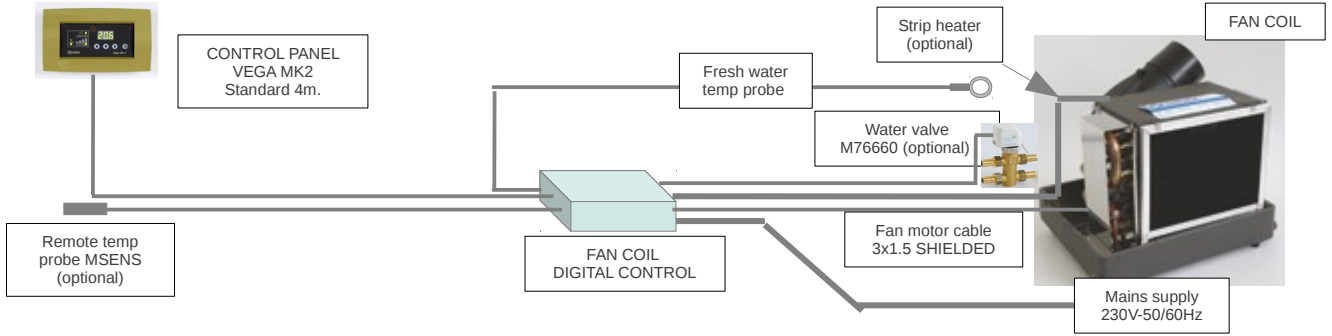 206
CONTROL PANEL
VEGA MK2
Standard 4m.
Fresh water
temp probe
Strip heater
(optional)
FAN COIL
Water valve
M76660 (optional)
Remote temp
probe MSENS
(optional)
FAN COIL
DIGITAL CONTROL
Fan motor cable
3x1.5 SHIELDED
Mains supply
230V-50/60Hz